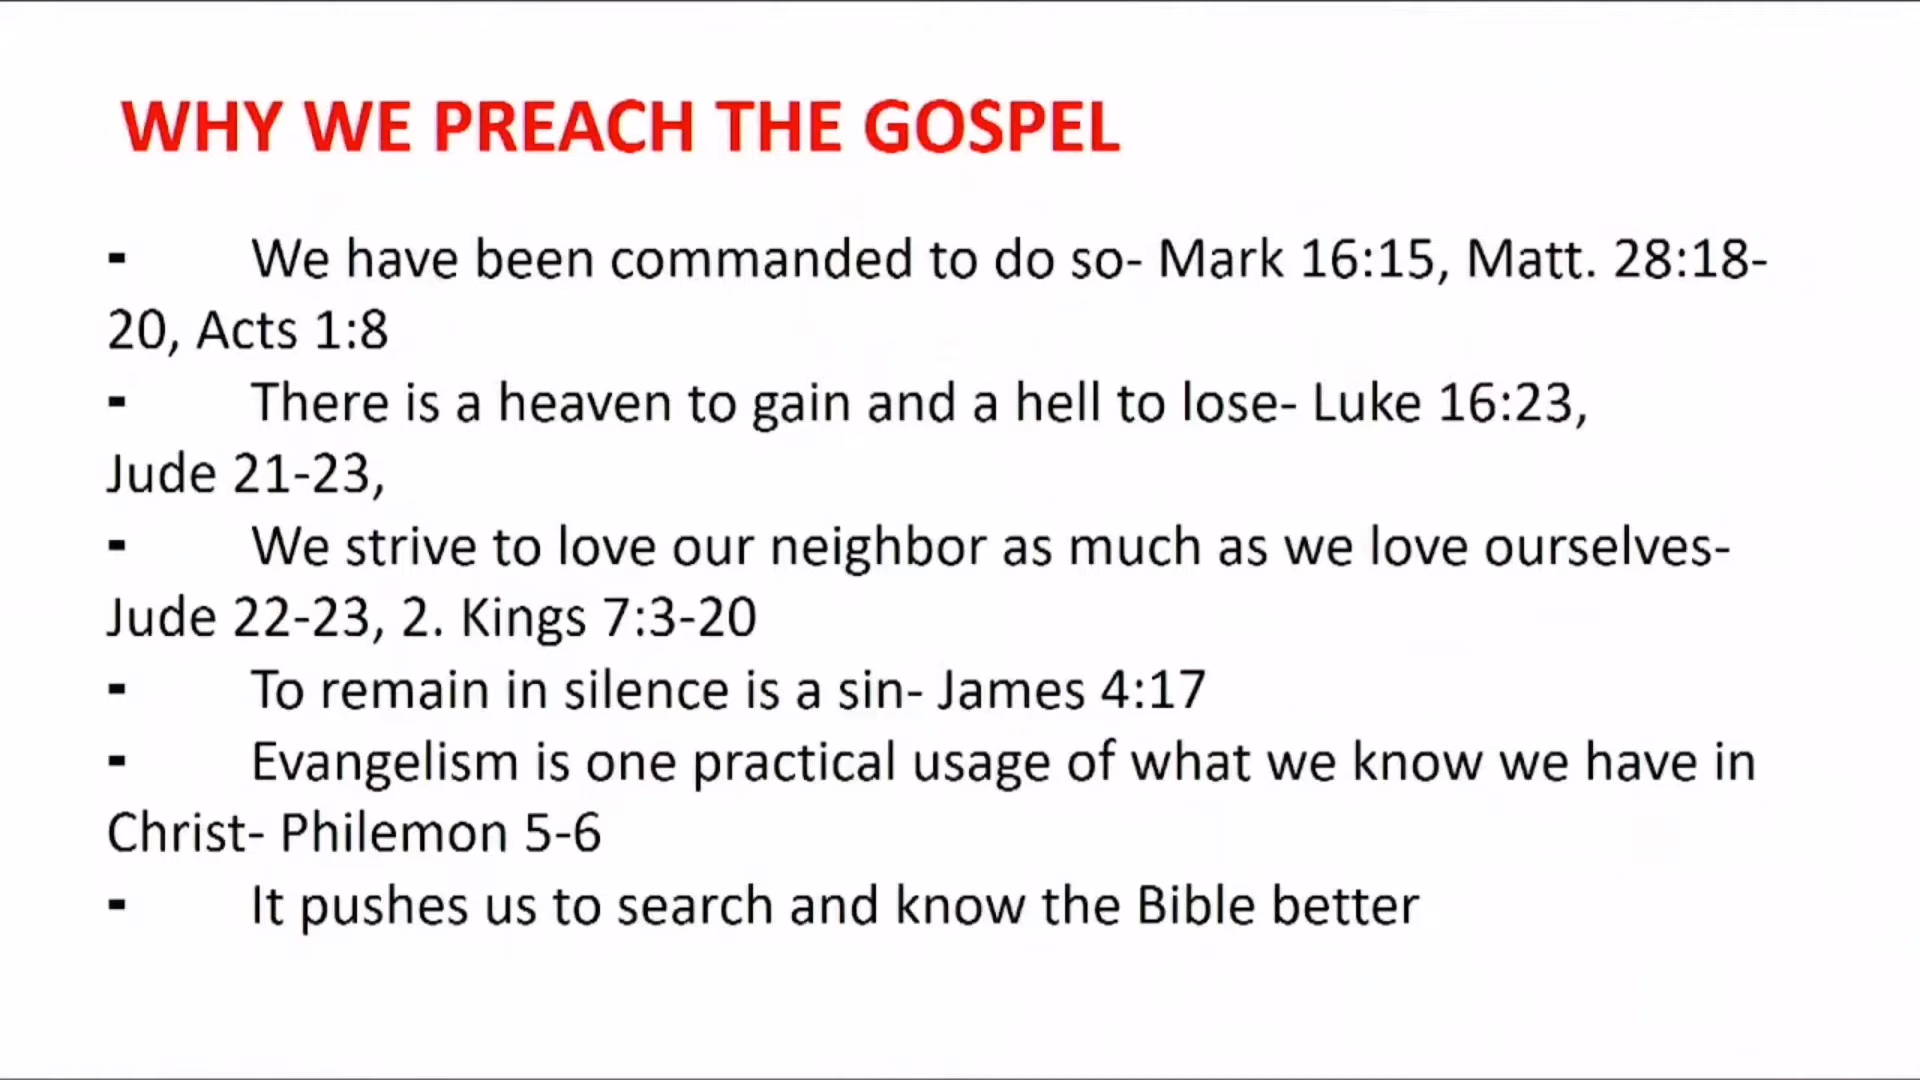 WHY WE PREACH THE GOSPEL
- We have been commanded to do so- Mark 16:15, Matt. 28:18-
20, Acts 1:8
- There is a heaven to gain and a hell to lose- Luke 16:23,
Jude 21-23,
- We strive to love our neighbor as much as we love ourselves-
Jude 22-23, 2. Kings 7:3-20
- To remain in silence is a sin- James 4:17
- Evangelism is one practical usage of what we know we have in
Christ- Philemon 5-6
- It pushes us to search and know the Bible better